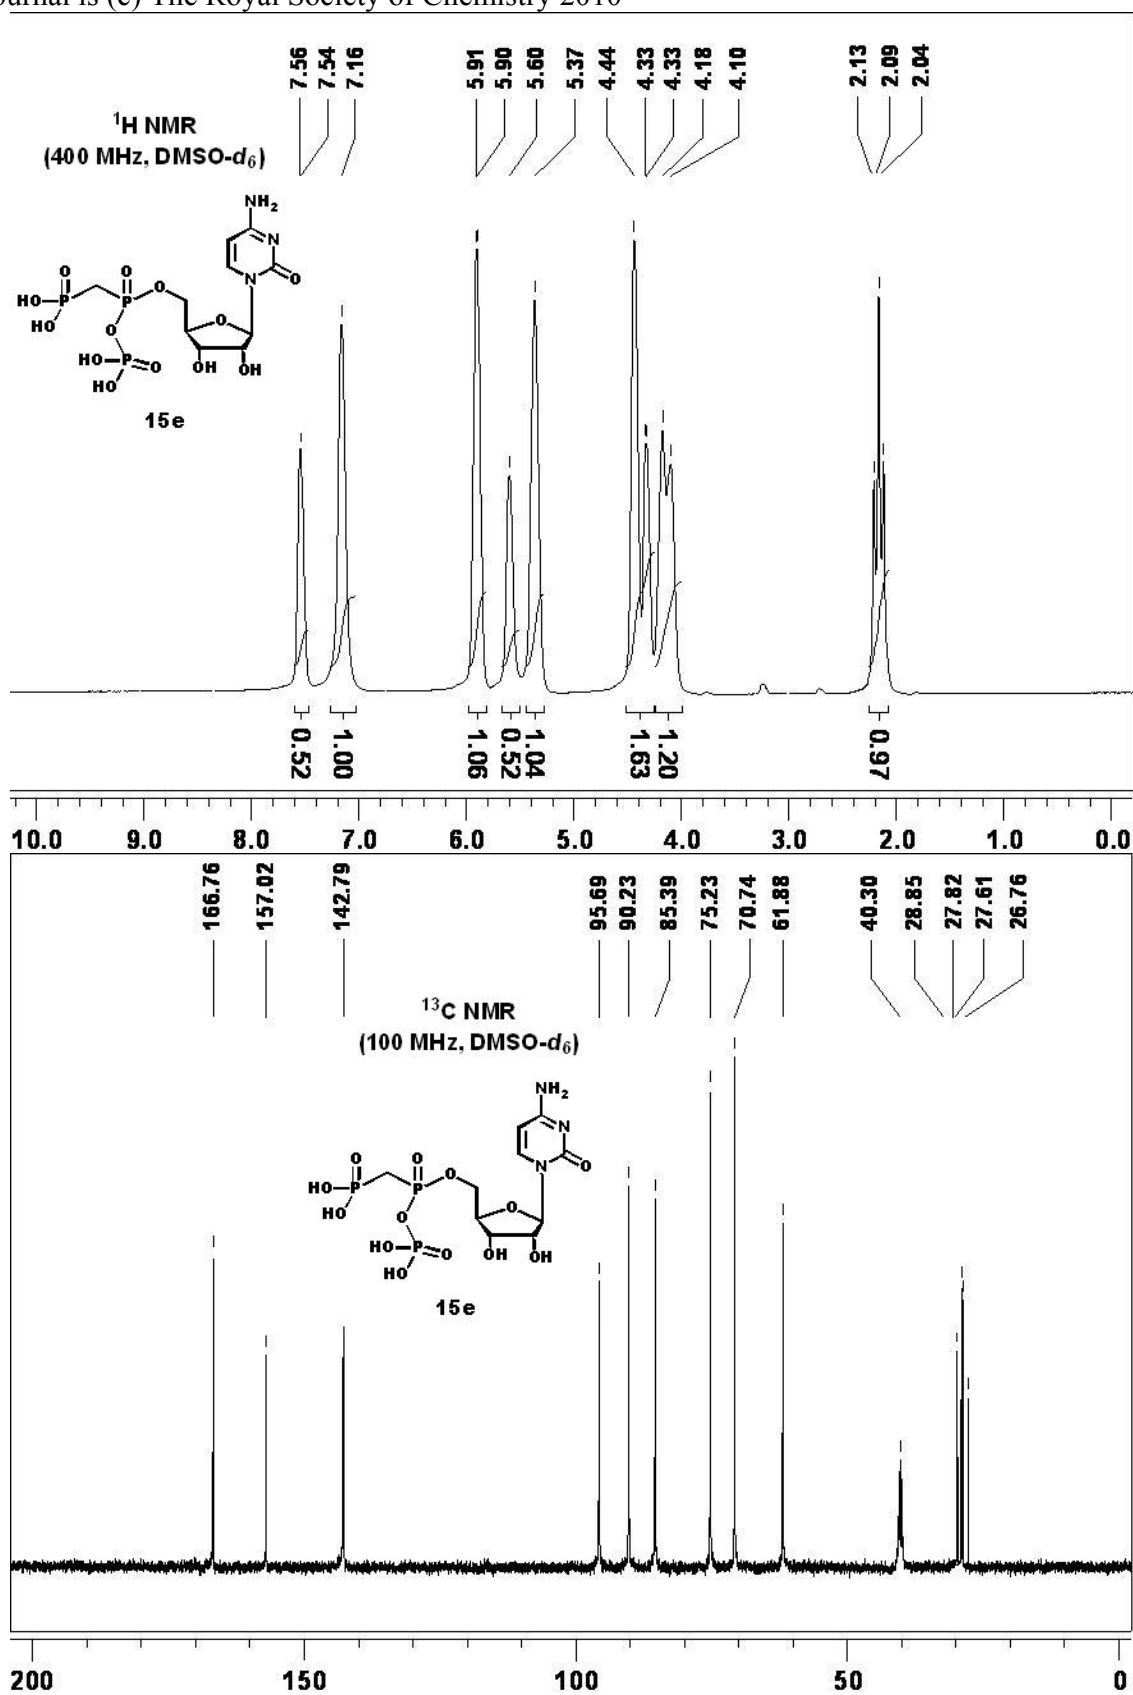 ournal is (c) The Royal Society of Chemistry 2010
7.56
7.54
7.16
5.91
5.90
5.60
5.37
4.44
4.33
4.33
4.18
4.10
2.13
2.09
2.04
1H NMR
(400 MHz, DMSO-d6)
NH2
N
N
O
O
O
HO
P
P
O
HO
O
O
HO
P
O
HO
OH
OH
15e
0.52
1.00
1.06
0.52
1.04
1.63
1.20
0.97
10.0 9.0 8.0 7.0 6.0 5.0 4.0 3.0 2.0 1.0 0.0
166.76
157.02
142.79
95.69
90.23
85.39
75.23
70.74
61.88
40.30
28.85
27.82
27.61
26.76
13C NMR
(100 MHz, DMSO-d6)
NH2
N
N
O
O
O
HO
P
P
O
HO
O
O
HO
P
O
HO
OH
OH
15e
200 150 100 50 0